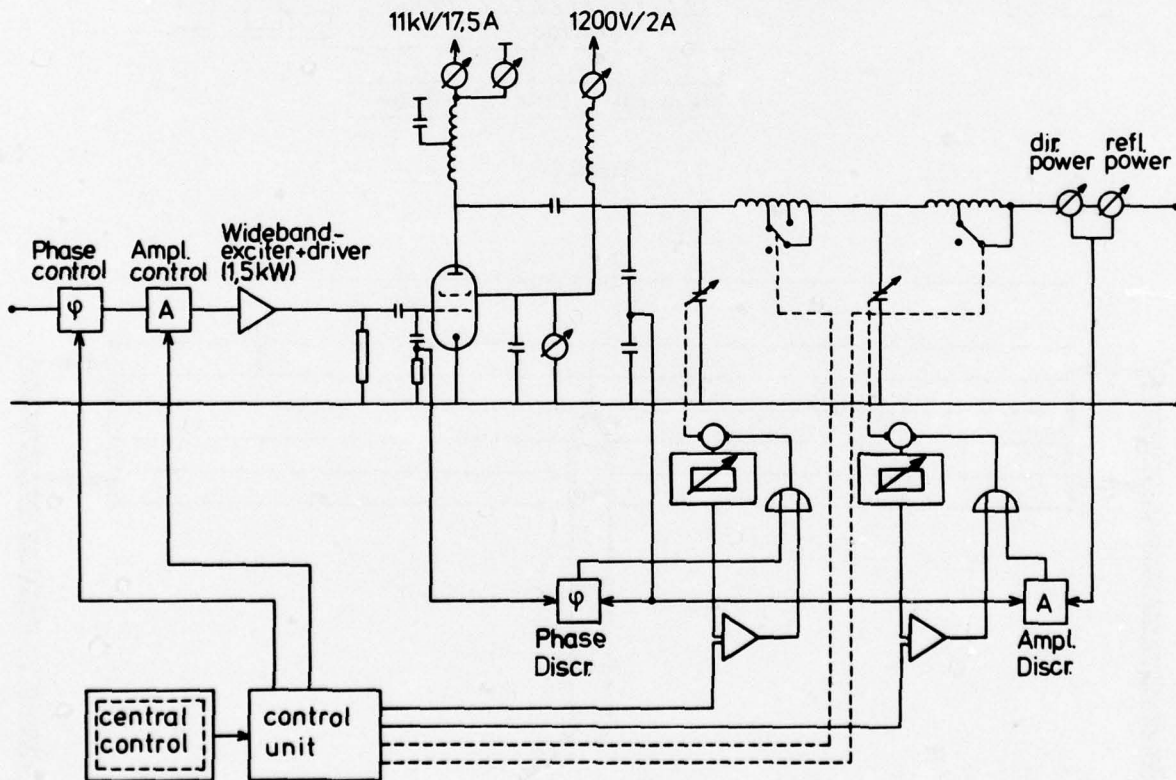 11kV/17,5A
1200V/2A
dir.
power
refl.
power
Phase
control
Ampl.
control
Wideband-
exciter+driver
(1,5kW)
φ
A
φ
Phase
Discr.
A
Ampl.
Discr.
central
control
control
unit